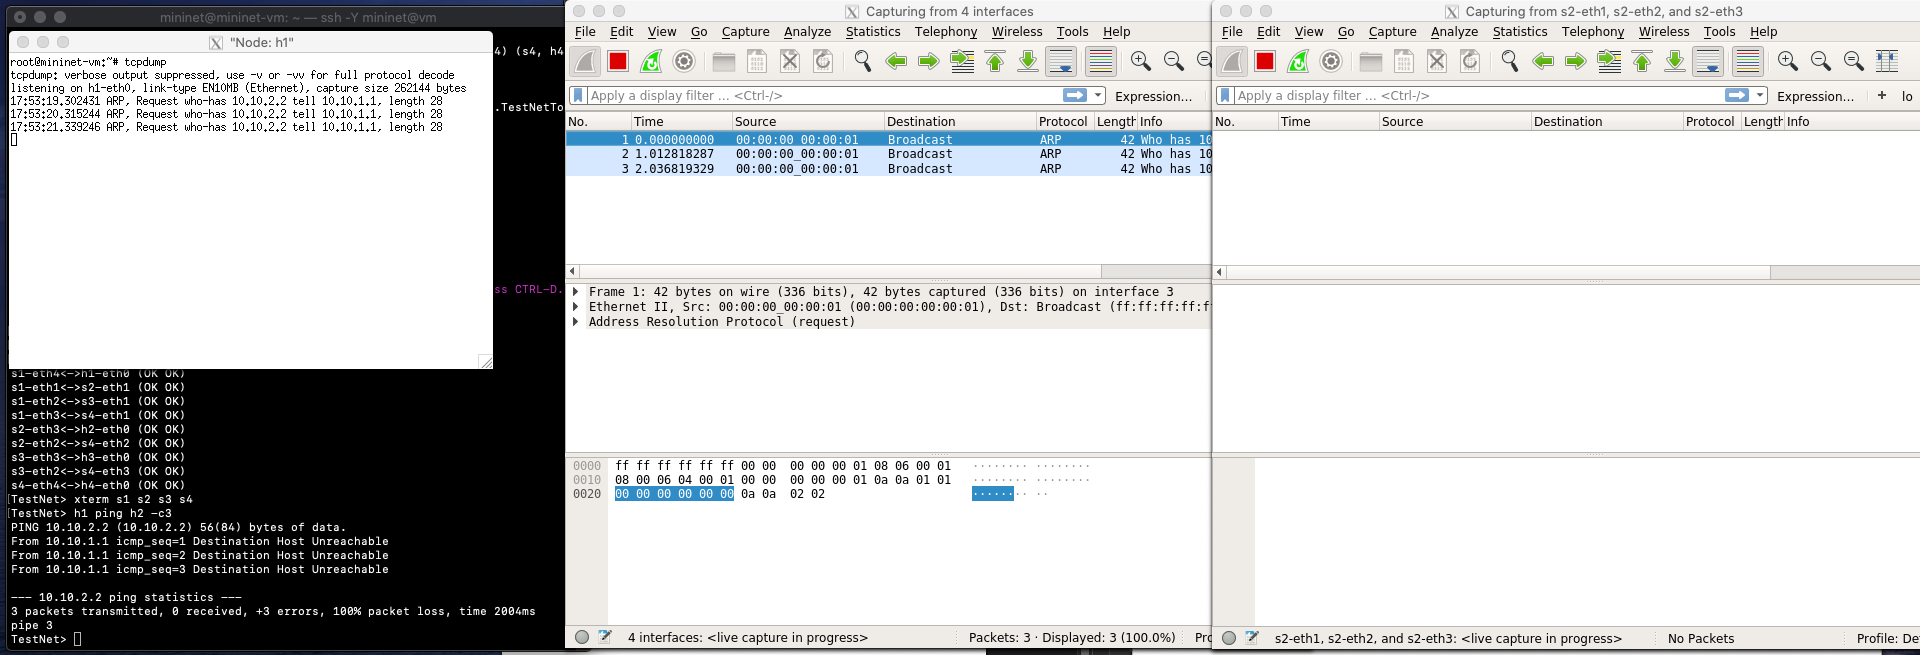 mininet@mininet-vm: ~ — ssh -Y mininet@vm
4) (s4, h4
.TestNetTo
ss CTRL-D.
"Node: h1"
root@mininet-vm:~# tcpdump
tcpdump: verbose output suppressed, use -v or -vv for full protocol decode
listening on h1-eth0, link-type EN10MB (Ethernet), capture size 262144 bytes
17:53:19.302431 ARP, Request who-has 10.10.2.2 tell 10.10.1.1, length 28
17:53:20.315244 ARP, Request who-has 10.10.2.2 tell 10.10.1.1, length 28
17:53:21.339246 ARP, Request who-has 10.10.2.2 tell 10.10.1.1, length 28
s1-eth4<->h1-eth0 (OK OK)
s1-eth1<->s2-eth1 (OK OK)
s1-eth2<->s3-eth1 (OK OK)
s1-eth3<->s4-eth1 (OK OK)
s2-eth3<->h2-eth0 (OK OK)
s2-eth2<->s4-eth2 (OK OK)
s3-eth3<->h3-eth0 (OK OK)
s3-eth2<->s4-eth3 (OK OK)
s4-eth4<->h4-eth0 (OK OK)
[TestNet> xterm s1 s2 s3 s4
[TestNet> h1 ping h2 -c3
PING 10.10.2.2 (10.10.2.2) 56(84) bytes of data.
From 10.10.1.1 icmp_seq=1 Destination Host Unreachable
From 10.10.1.1 icmp_seq=2 Destination Host Unreachable
From 10.10.1.1 icmp_seq=3 Destination Host Unreachable
--- 10.10.2.2 ping statistics ---
3 packets transmitted, 0 received, +3 errors, 100% packet loss, time 2004ms
pipe 3
TestNet>
Capturing from 4 interfaces
File Edit View Go Capture Analyze Statistics Telephony Wireless Tools Help
Apply a display filter ... <Ctrl-/> Expression...
No. Time Source Destination Protocol Length Info
1 0.000000000 00:00:00_00:00:01 Broadcast ARP 42 Who has 10
2 1.012818287 00:00:00_00:00:01 Broadcast ARP 42 Who has 10
3 2.036819329 00:00:00_00:00:01 Broadcast ARP 42 Who has 10
Frame 1: 42 bytes on wire (336 bits), 42 bytes captured (336 bits) on interface 3
Ethernet II, Src: 00:00:00_00:00:01 (00:00:00:00:00:01), Dst: Broadcast (ff:ff:ff:ff:f
Address Resolution Protocol (request)
0000 ff ff ff ff ff ff 00 00 00 00 00 01 08 06 00 01 ········ ········
0010 08 00 06 04 00 01 00 00 00 00 00 01 0a 0a 01 01 ········ ········
0020 00 00 00 00 00 00 0a 0a 02 02 ········ ··
4 interfaces: <live capture in progress> Packets: 3 · Displayed: 3 (100.0%) Pro
Capturing from s2-eth1, s2-eth2, and s2-eth3
File Edit View Go Capture Analyze Statistics Telephony Wireless Tools Help
Apply a display filter ... <Ctrl-/> Expression... + lo
No. Time Source Destination Protocol Length Info
s2-eth1, s2-eth2, and s2-eth3: <live capture in progress> No Packets Profile: De